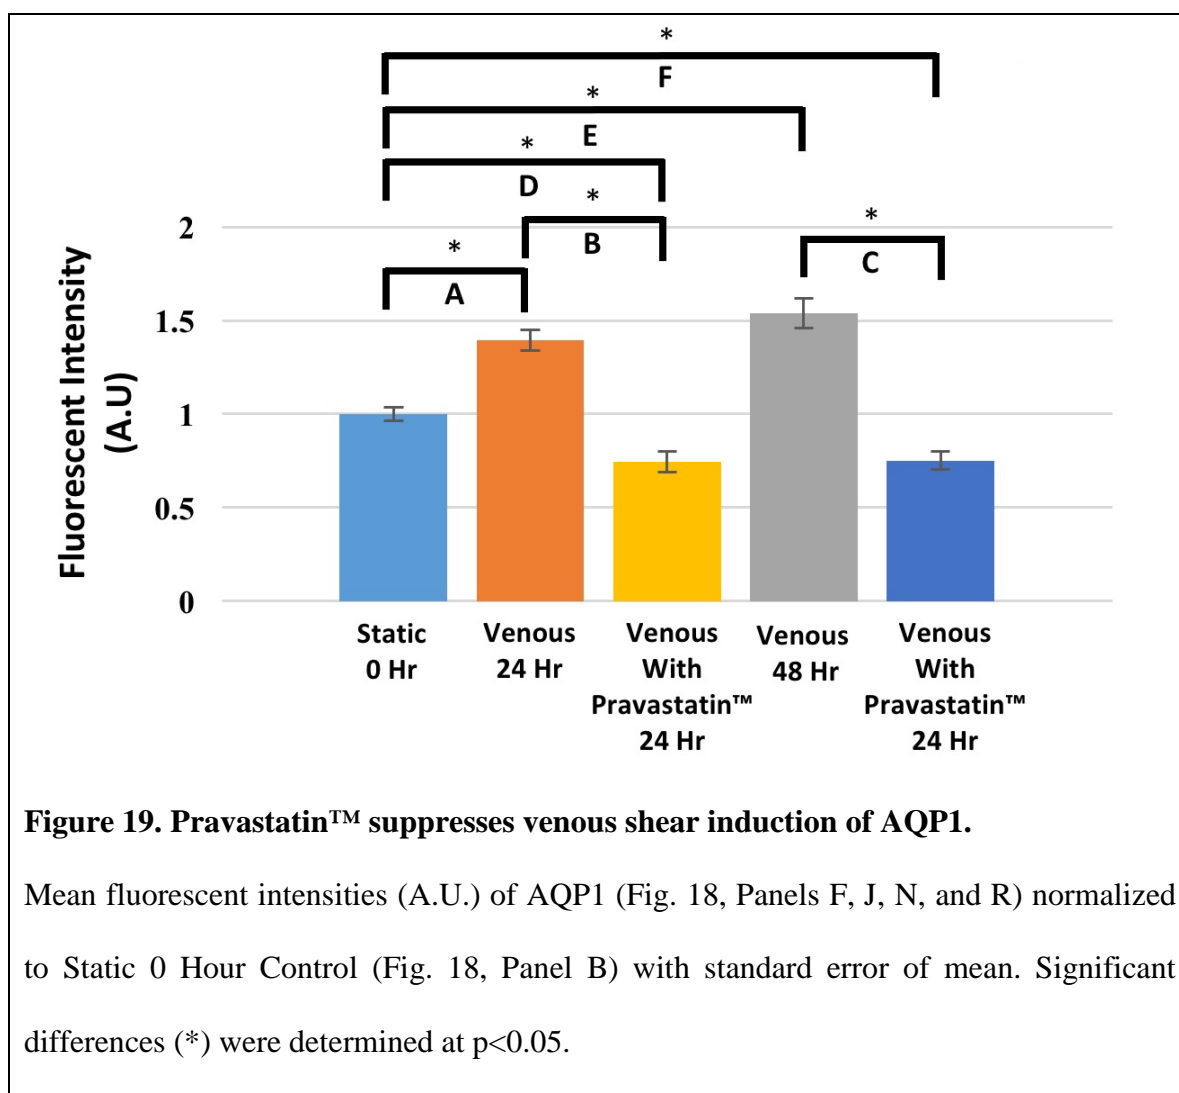 *
F
*
E
*
D
*
B
*
C
*
A
Fluorescent Intensity
(A.U)
2
1.5
1
0.5
0
Static
0 Hr
Venous
24 Hr
Venous
With
Pravastatin™
24 Hr
Venous
48 Hr
Venous
With
Pravastatin™
24 Hr
Figure 19. Pravastatin™ suppresses venous shear induction of AQP1.
Mean fluorescent intensities (A.U.) of AQP1 (Fig. 18, Panels F, J, N, and R) normalized
to Static 0 Hour Control (Fig. 18, Panel B) with standard error of mean. Significant
differences (*) were determined at p<0.05.